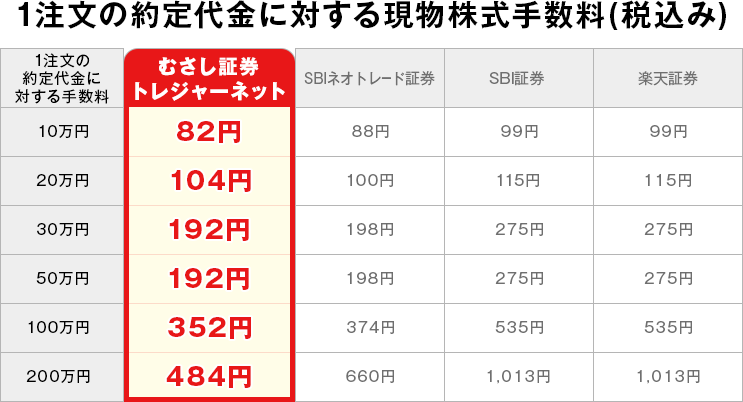 1注文の約定代金に対する現物株式手数料(税込み)
1注文の
約定代金に
対する手数料
むさし証券
トレジャーネット
SBIネオトレード証券
SBI証券
楽天証券
10万円 82円 88円 99円 99円
20万円 104円 100円 115円 115円
30万円 192円 198円 275円 275円
50万円 192円 198円 275円 275円
100万円 352円 374円 535円 535円
200万円 484円 660円 1,013円 1,013円